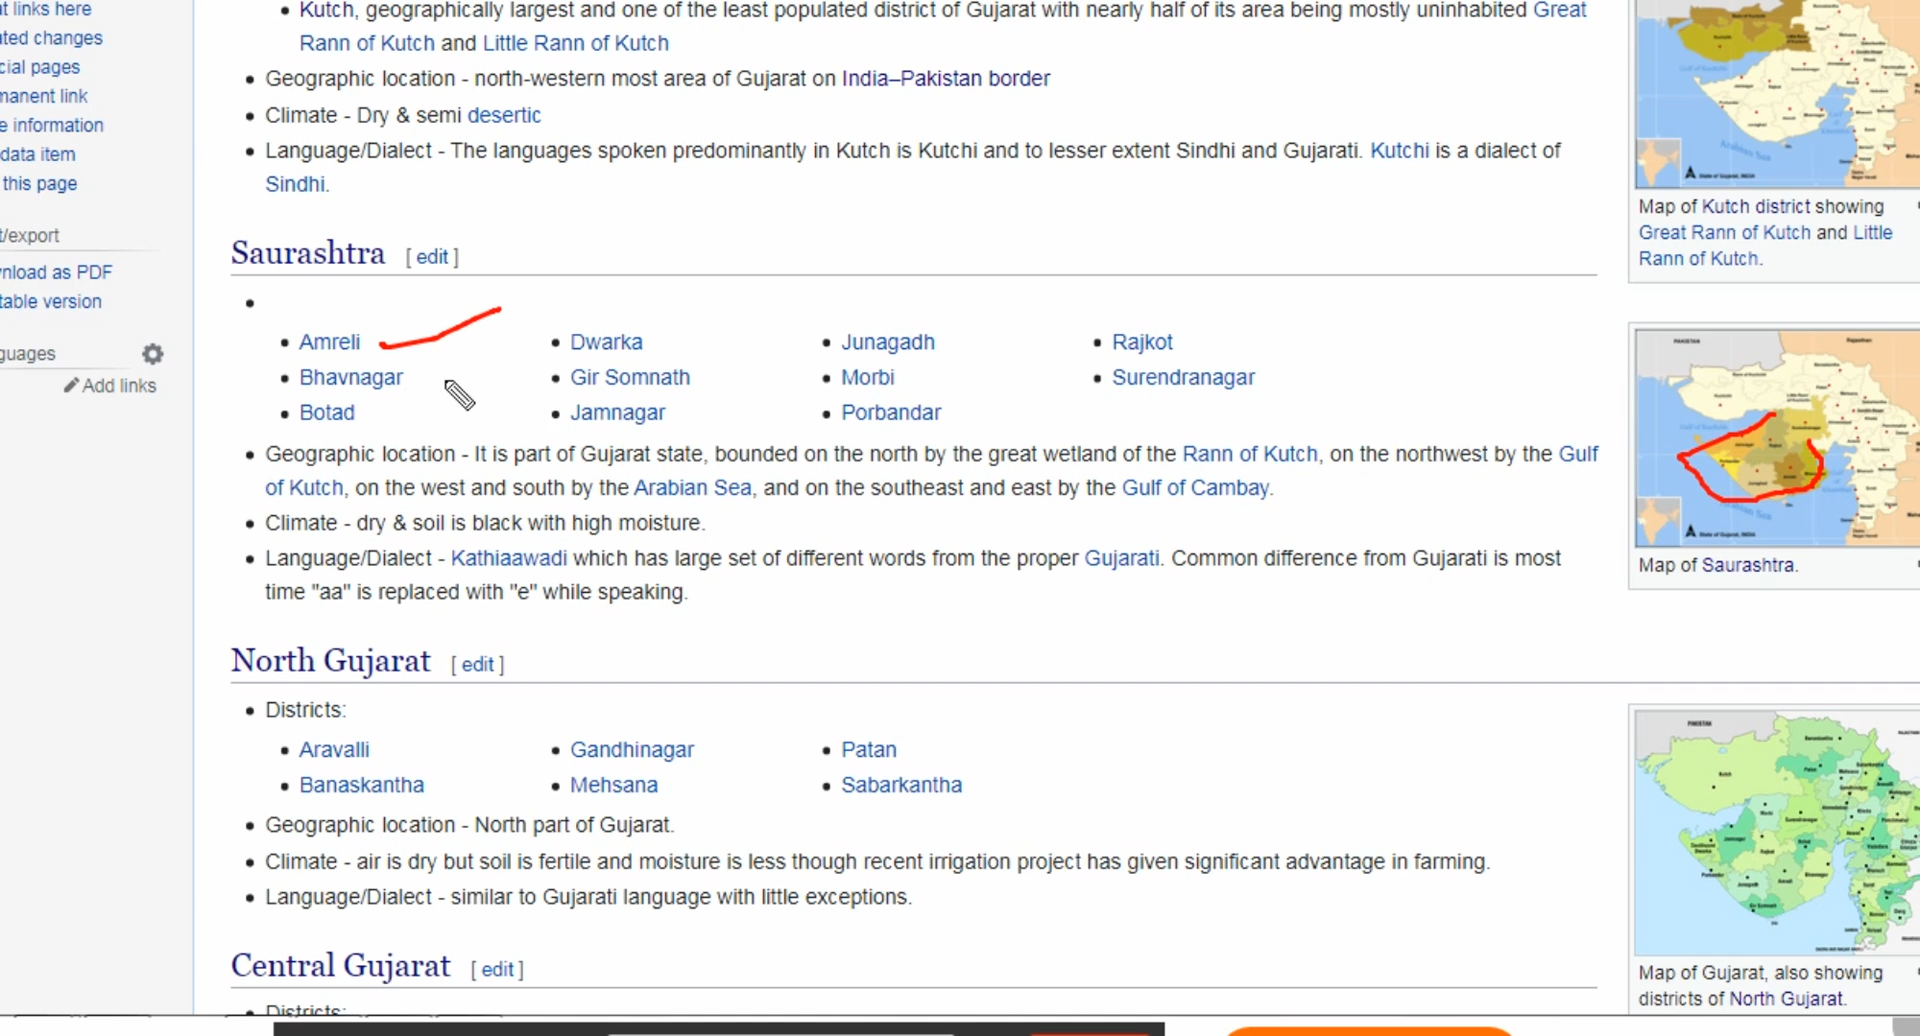 t links here
ated changes
cial pages
manent link
e information
data item
this page
t/export
wnload as PDF
table version
guages
Add links
Kutch, geographically largest and one of the least populated district of Gujarat with nearly half of its area being mostly uninhabited Great
Rann of Kutch and Little Rann of Kutch
Geographic location - north-western most area of Gujarat on India–Pakistan border
Climate - Dry & semi desertic
Language/Dialect - The languages spoken predominantly in Kutch is Kutchi and to lesser extent Sindhi and Gujarati. Kutchi is a dialect of
Sindhi.
Saurashtra [ edit ]
Amreli Dwarka Junagadh Rajkot
Bhavnagar Gir Somnath Morbi Surendranagar
Botad Jamnagar Porbandar
Geographic location - It is part of Gujarat state, bounded on the north by the great wetland of the Rann of Kutch, on the northwest by the Gulf
of Kutch, on the west and south by the Arabian Sea, and on the southeast and east by the Gulf of Cambay.
Climate - dry & soil is black with high moisture.
Language/Dialect - Kathiaawadi which has large set of different words from the proper Gujarati. Common difference from Gujarati is most
time "aa" is replaced with "e" while speaking.
North Gujarat [ edit ]
Districts:
Aravalli Gandhinagar Patan
Banaskantha Mehsana Sabarkantha
Geographic location - North part of Gujarat.
Climate - air is dry but soil is fertile and moisture is less though recent irrigation project has given significant advantage in farming.
Language/Dialect - similar to Gujarati language with little exceptions.
Central Gujarat [ edit ]
Districts:
Arabian Sea
Map of Kutch district showing
Great Rann of Kutch and Little
Rann of Kutch.
PAKISTAN
Map of Saurashtra.
PAKISTAN
Map of Gujarat, also showing
districts of North Gujarat.